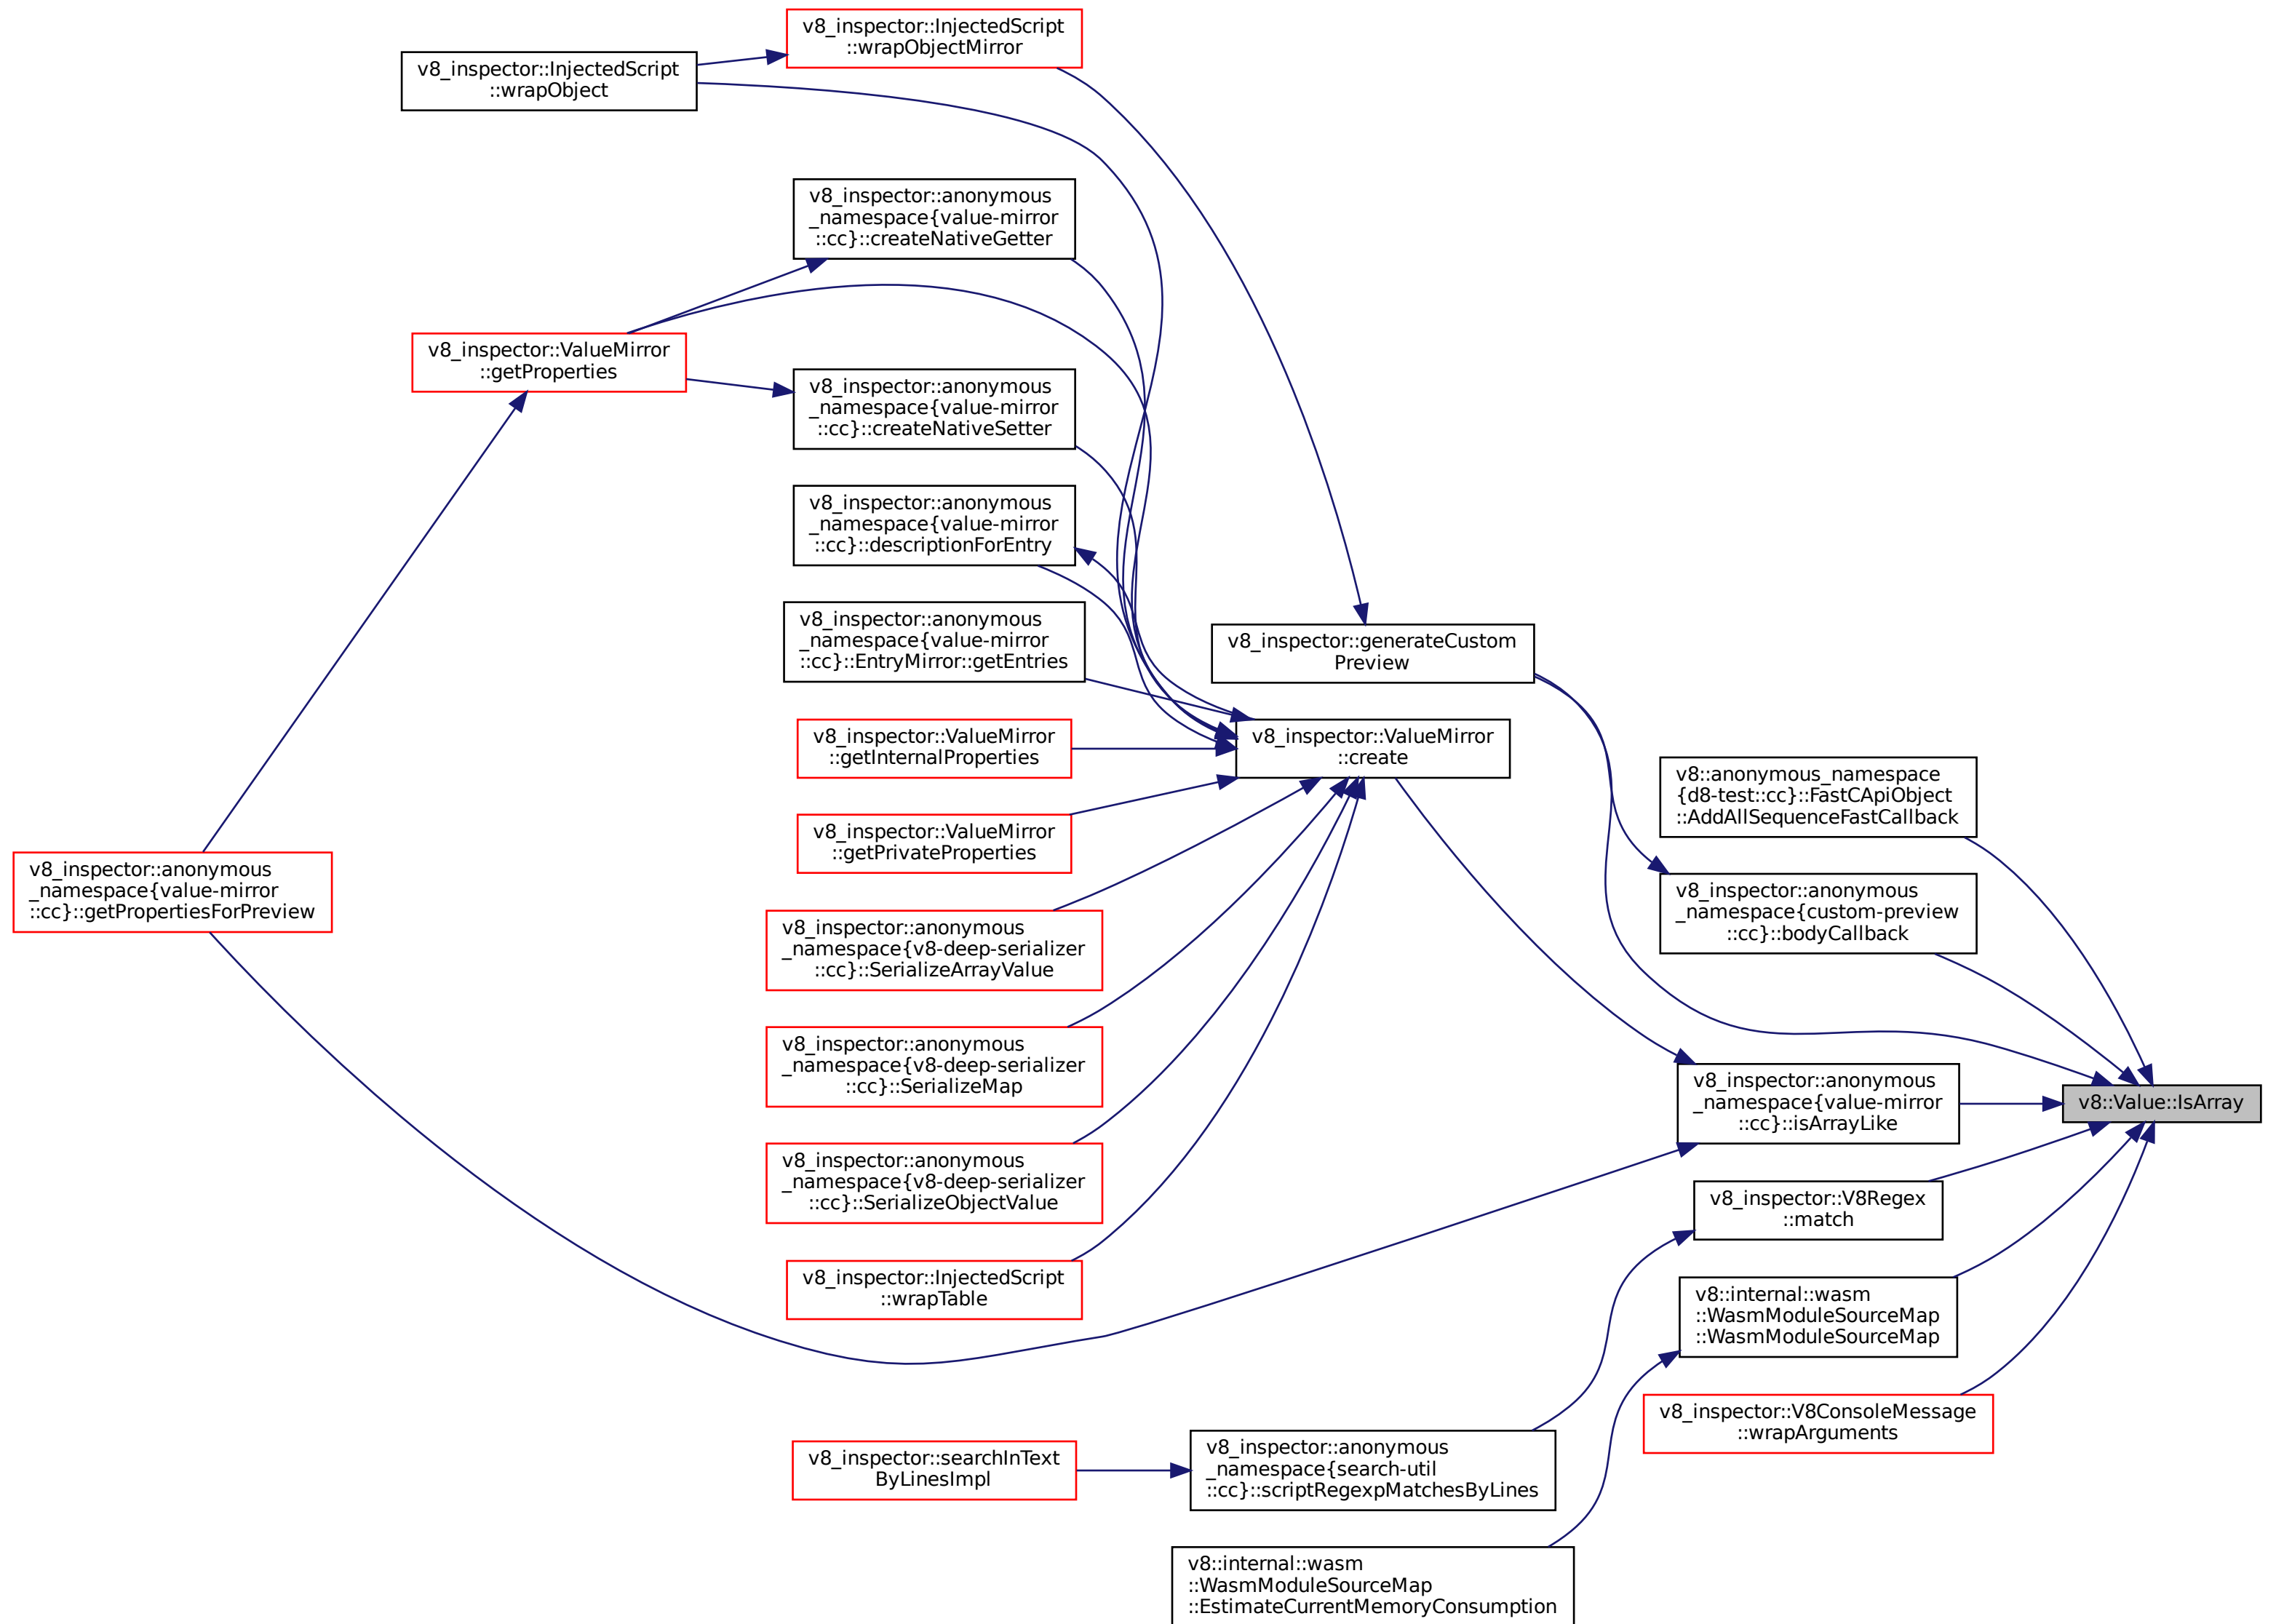 v8_inspector::InjectedScript
::wrapObjectMirror
v8_inspector::InjectedScript
::wrapObject
v8_inspector::anonymous
_namespace{value-mirror
::cc}::createNativeGetter
v8_inspector::ValueMirror
::getProperties
v8_inspector::anonymous
_namespace{value-mirror
::cc}::createNativeSetter
v8_inspector::anonymous
_namespace{value-mirror
::cc}::descriptionForEntry
v8_inspector::anonymous
_namespace{value-mirror
::cc}::EntryMirror::getEntries
v8_inspector::generateCustom
Preview
v8_inspector::ValueMirror
::getInternalProperties
v8_inspector::ValueMirror
::create
v8::anonymous_namespace
{d8-test::cc}::FastCApiObject
::AddAllSequenceFastCallback
v8_inspector::ValueMirror
::getPrivateProperties
v8_inspector::anonymous
_namespace{value-mirror
::cc}::getPropertiesForPreview
v8_inspector::anonymous
_namespace{custom-preview
::cc}::bodyCallback
v8_inspector::anonymous
_namespace{v8-deep-serializer
::cc}::SerializeArrayValue
v8_inspector::anonymous
_namespace{v8-deep-serializer
::cc}::SerializeMap
v8_inspector::anonymous
_namespace{value-mirror
::cc}::isArrayLike
v8::Value::IsArray
v8_inspector::anonymous
_namespace{v8-deep-serializer
::cc}::SerializeObjectValue
v8_inspector::V8Regex
::match
v8_inspector::InjectedScript
::wrapTable
v8::internal::wasm
::WasmModuleSourceMap
::WasmModuleSourceMap
v8_inspector::V8ConsoleMessage
::wrapArguments
v8_inspector::searchInText
ByLinesImpl
v8_inspector::anonymous
_namespace{search-util
::cc}::scriptRegexpMatchesByLines
v8::internal::wasm
::WasmModuleSourceMap
::EstimateCurrentMemoryConsumption